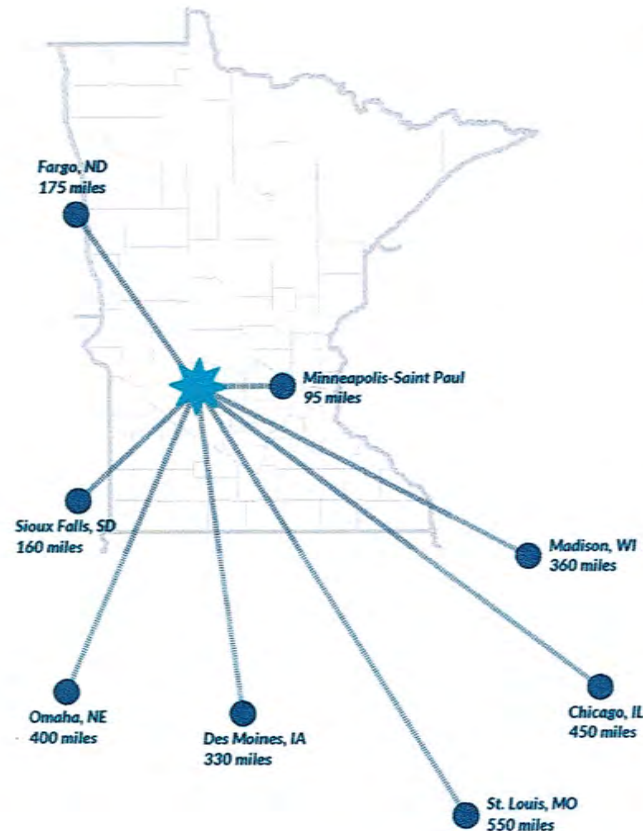 Fargo, ND
175 miles
Minneapolis-Saint Paul
95 miles
Sioux Falls, SD
160 miles
Madison, WI
360 miles
Omaha, NE
400 miles
Des Moines, IA
330 miles
Chicago, IL
450 miles
St. Louis, MO
550 miles